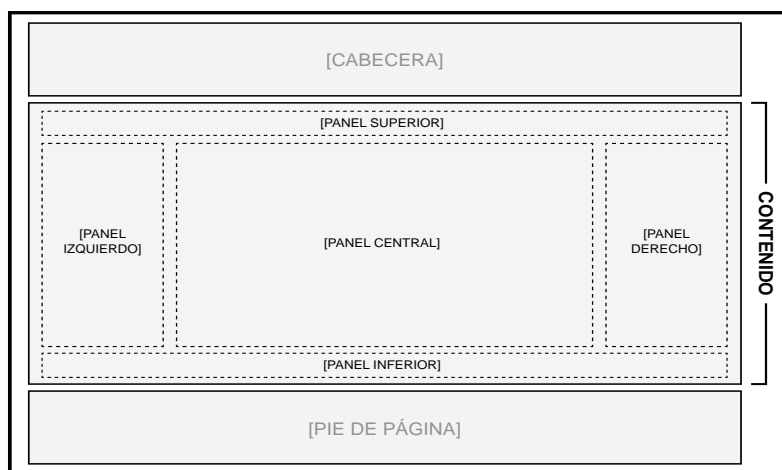 [CABECERA]
[PANEL SUPERIOR]
[PANEL
IZQUIERDO]
[PANEL CENTRAL]
[PANEL
DERECHO]
CONTENIDO
[PANEL INFERIOR]
[PIE DE PÁGINA]